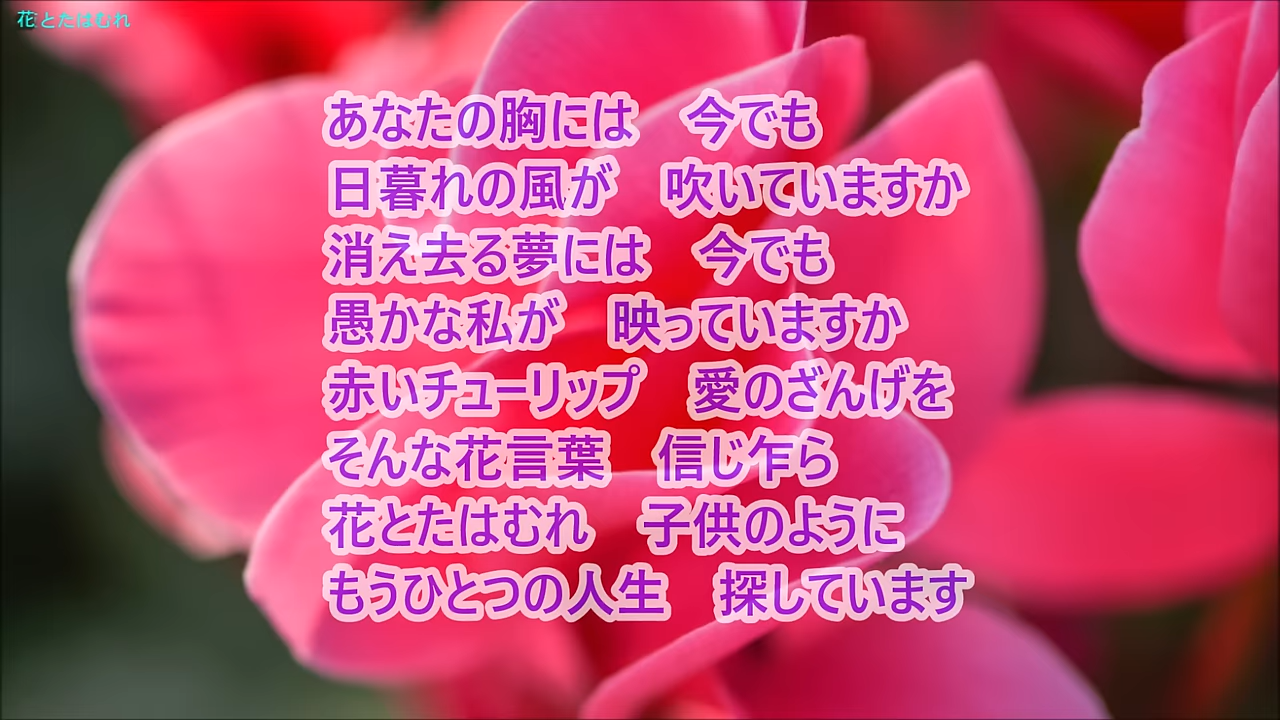 花とたはむれ
あなたの胸には　今でも
日暮れの風が　吹いていますか
消え去る夢には　今でも
愚かな私が　映っていますか
赤いチューリップ　愛のざんげを
そんな花言葉　信じ乍ら
花とたはむれ　子供のように
もうひとつの人生　探しています